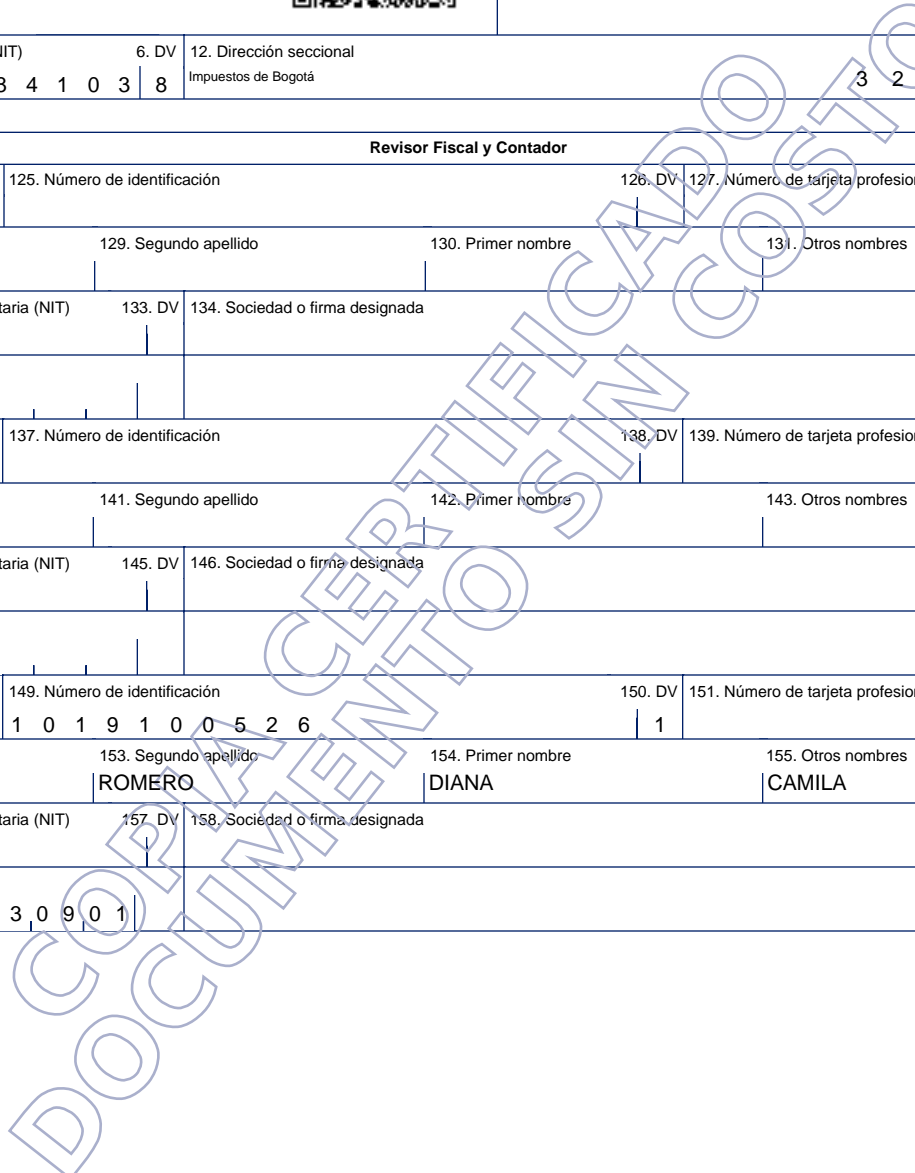 NIT) 6. DV 12. Dirección seccional
3 4 1 0 3 8 Impuestos de Bogotá 3 2
Revisor Fiscal y Contador
125. Número de identificación 126. DV 127. Número de tarjeta profesion
129. Segundo apellido 130. Primer nombre 131. Otros nombres
taria (NIT) 133. DV 134. Sociedad o firma designada
137. Número de identificación 138. DV 139. Número de tarjeta profesion
141. Segundo apellido 142. Primer nombre 143. Otros nombres
taria (NIT) 145. DV 146. Sociedad o firma designada
149. Número de identificación 150. DV 151. Número de tarjeta profesion
1 0 1 9 1 0 0 5 2 6 1
153. Segundo apellido 154. Primer nombre 155. Otros nombres
ROMERO DIANA CAMILA
taria (NIT) 157. DV 158. Sociedad o firma designada
3 0 9 0 1
COPIA CERTIFICADO
DOCUMENTO SIN COSTO